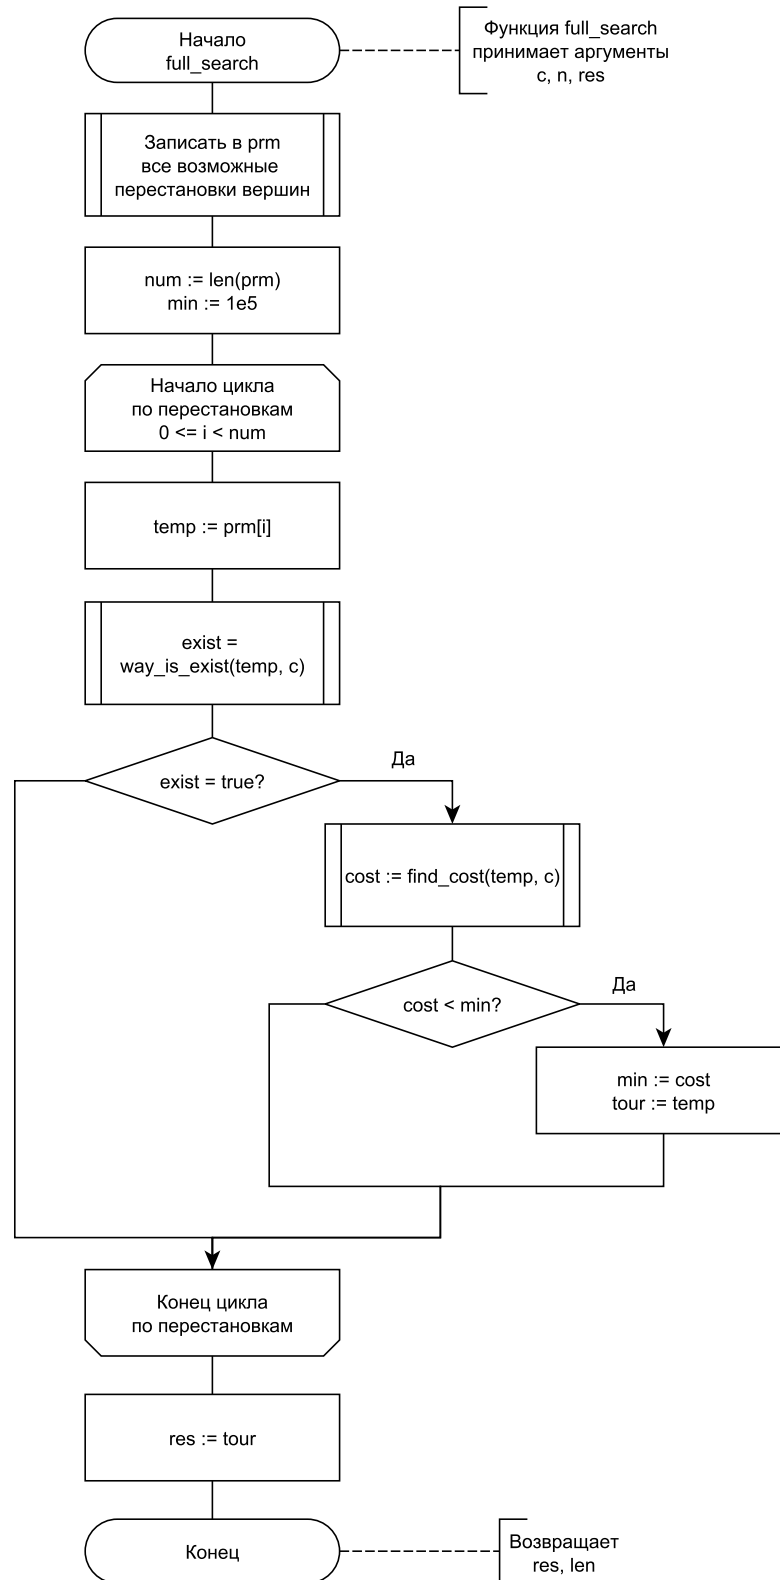 Начало
full_search
Функция full_search
принимает аргументы
c, n, res
Записать в prm
все возможные
перестановки вершин
num := len(prm)
min := 1e5
Начало цикла
по перестановкам
0 <= i < num
temp := prm[i]
exist =
way_is_exist(temp, c)
exist = true?
Да
cost := find_cost(temp, c)
cost < min?
Да
min := cost
tour := temp
Конец цикла
по перестановкам
res := tour
Конец
Возвращает
res, len